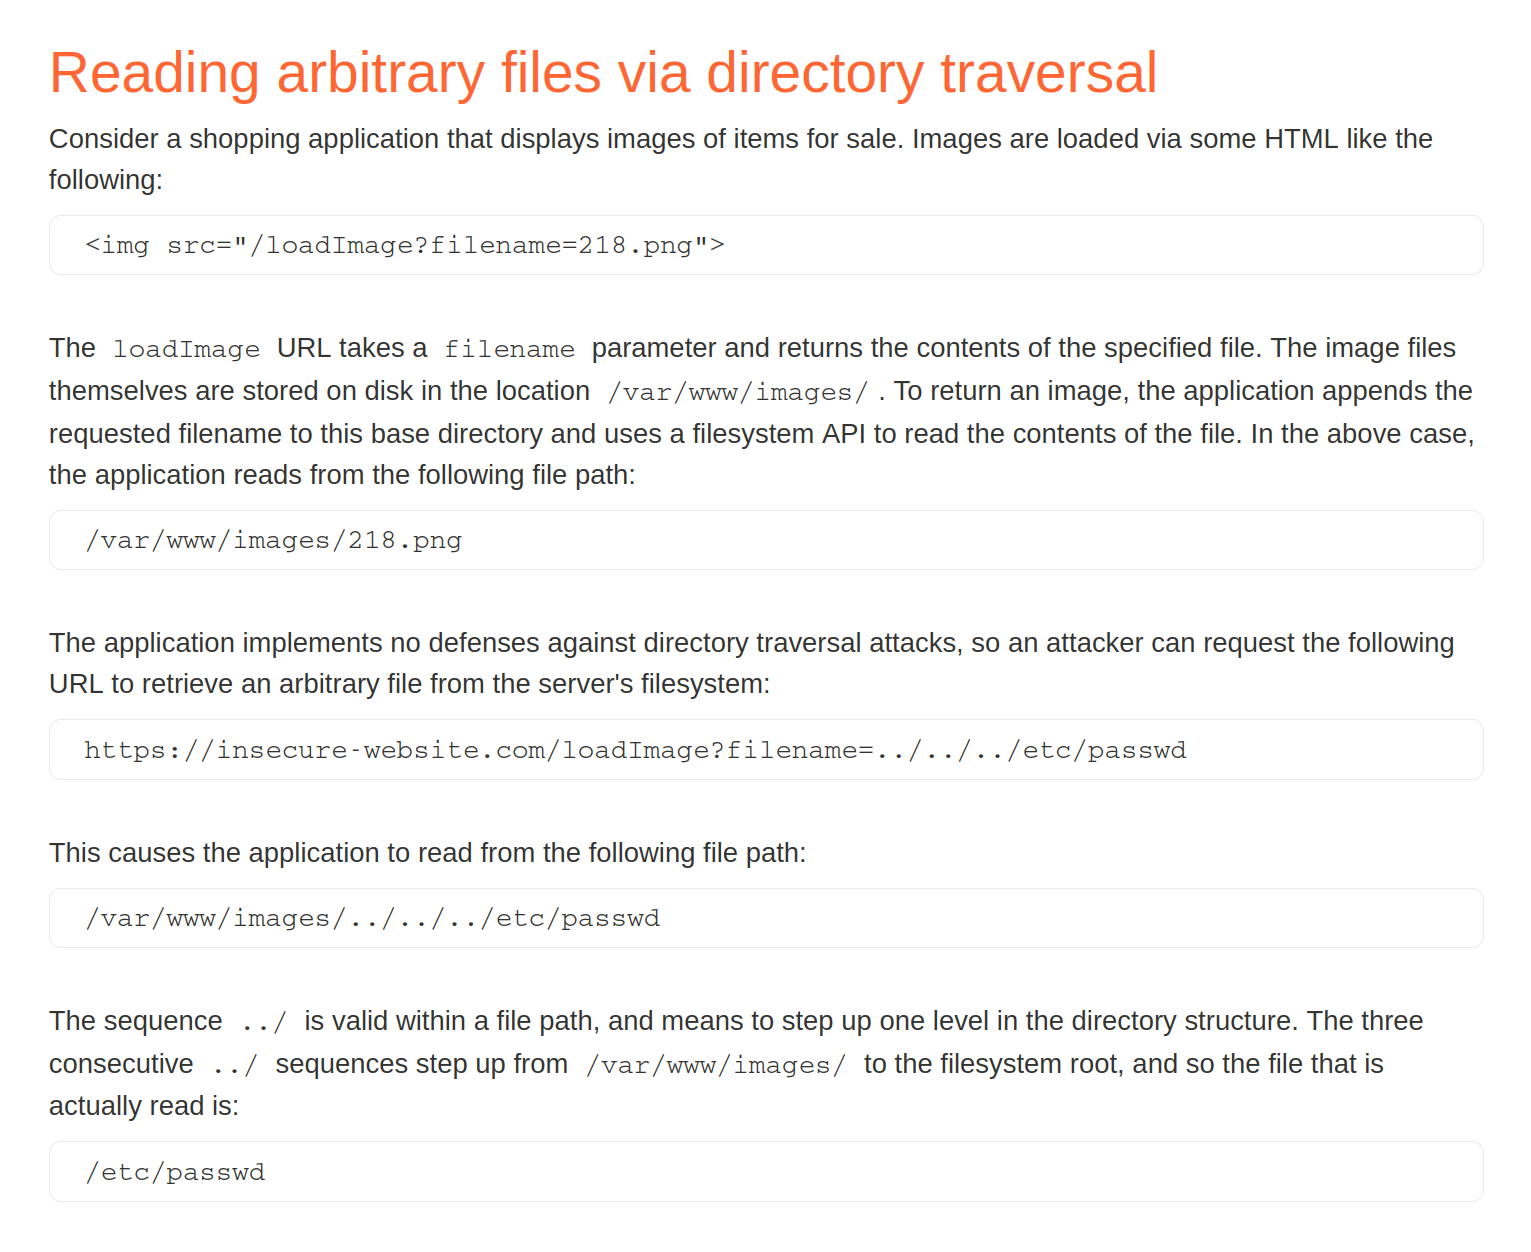 Reading arbitrary files via directory traversal
Consider a shopping application that displays images of items for sale. Images are loaded via some HTML like the
following:
<img src="/loadImage?filename=218.png">
The loadImage URL takes a filename parameter and returns the contents of the specified file. The image files
themselves are stored on disk in the location /var/www/images/ . To return an image, the application appends the
requested filename to this base directory and uses a filesystem API to read the contents of the file. In the above case,
the application reads from the following file path:
/var/www/images/218.png
The application implements no defenses against directory traversal attacks, so an attacker can request the following
URL to retrieve an arbitrary file from the server's filesystem:
https://insecure-website.com/loadImage?filename=../../../etc/passwd
This causes the application to read from the following file path:
/var/www/images/../../../etc/passwd
The sequence ../ is valid within a file path, and means to step up one level in the directory structure. The three
consecutive ../ sequences step up from /var/www/images/ to the filesystem root, and so the file that is
actually read is:
/etc/passwd